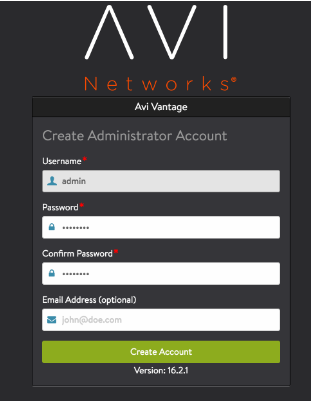 AVI
Networks®
Avi Vantage
Create Administrator Account
Username*
admin
Password*
••••••••
Confirm Password*
••••••••
Email Address (optional)
john@doe.com
Create Account
Version: 16.2.1